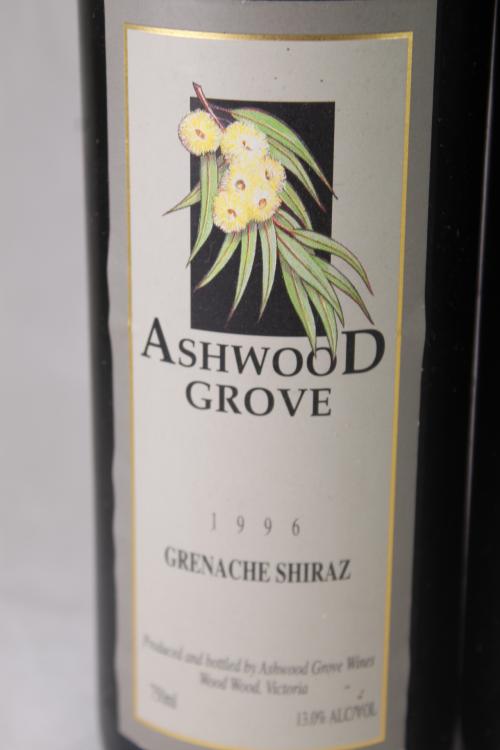 ASHWOOD
GROVE
1996
GRENACHE SHIRAZ
Produced and bottled by Ashwood Grove Wines
Wood Wood, Victoria
750ml
13.0% ALC/VOL